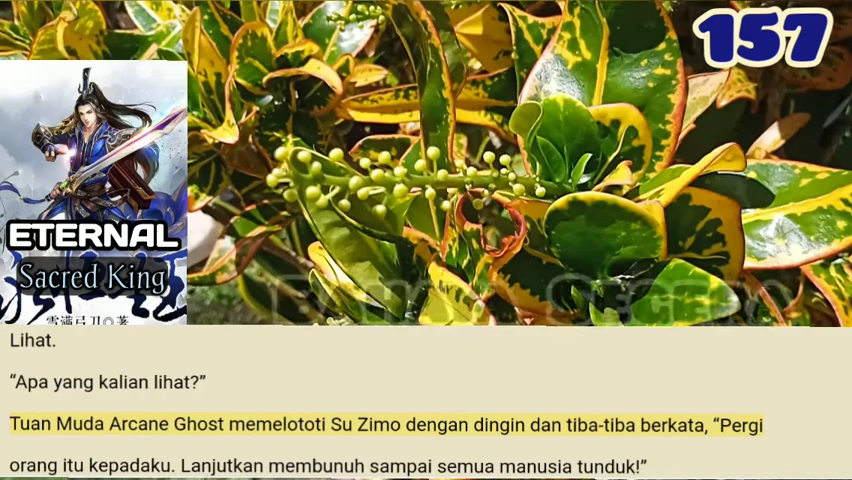 157
ETERNAL
Sacred King
Lihat.
“Apa yang kalian lihat?”
Tuan Muda Arcane Ghost memelototi Su Zimo dengan dingin dan tiba-tiba berkata, “Pergi
orang itu kepadaku. Lanjutkan membunuh sampai semua manusia tunduk!”